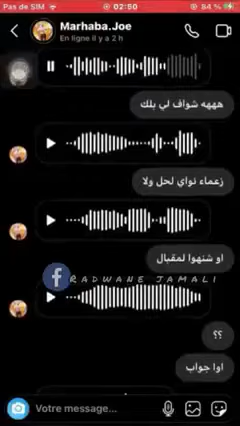 Pas de SIM
02:50
84 %
Marhaba.Joe
En ligne il y a 2 h
هههه شواف لي بلك
زعماء نواي لحل ولا
او شنهوا لمقبال
RADWANE JAMALI
؟؟
اوا جواب
Votre message...